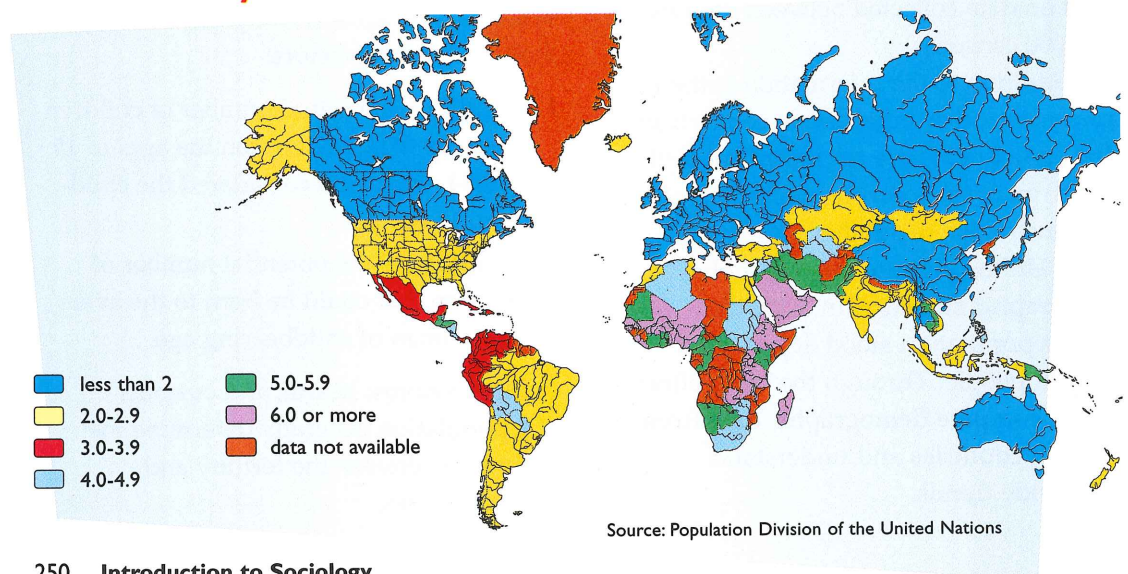 less than 2
2.0-2.9
3.0-3.9
4.0-4.9
5.0-5.9
6.0 or more
data not available
Source: Population Division of the United Nations
250 Introduction to Sociology